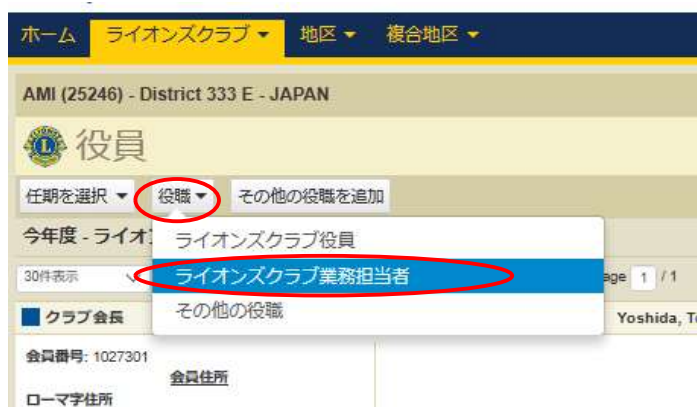 ホーム ライオンズクラブ▼ 地区▼ 複合地区▼
AMI (25246) - District 333 E - JAPAN
役員
任期を選択▼ 役職▼ その他の役職を追加
今年度 - ライオ
ライオンズクラブ役員
30件表示 ライオンズクラブ業務担当者 age 1 / 1
その他の役職
クラブ会長 Yoshida, T
会員番号: 1027301
会員住所
ローマ字住所